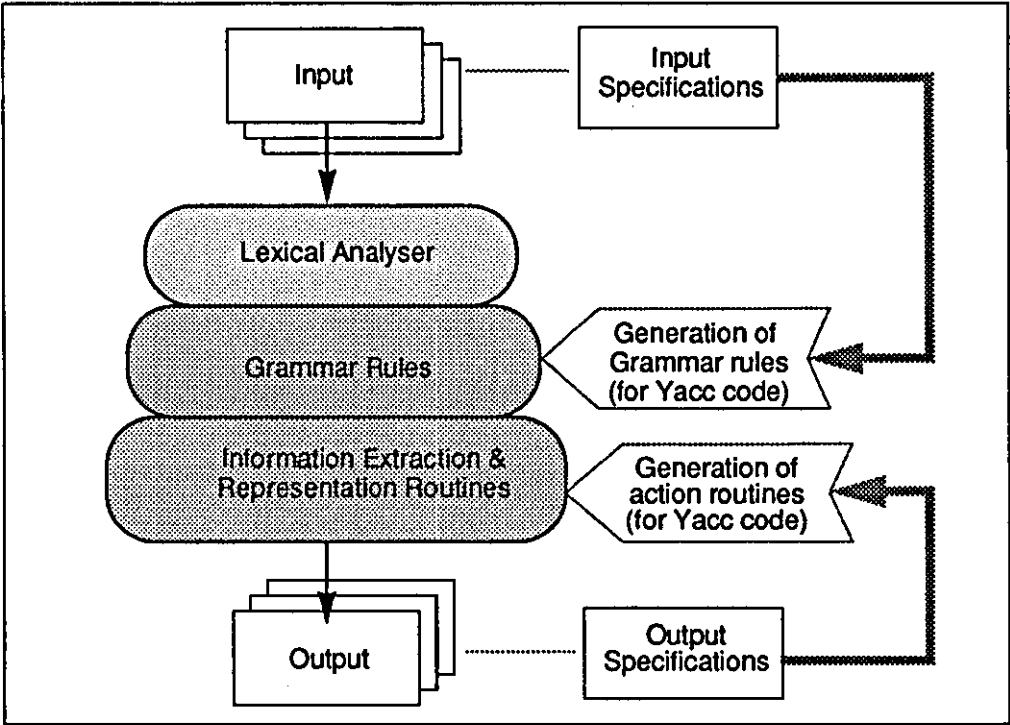 Input
Input
Specifications
Lexical Analyser
Grammar Rules
Generation of
Grammar rules
(for Yacc code)
Information Extraction &
Representation Routines
Generation of
action routines
(for Yacc code)
Output
Output
Specifications